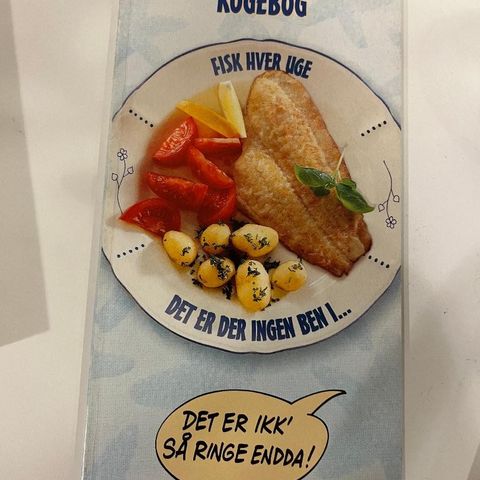 KOGEBOG
FISK HVER UGE
DET ER DER INGEN BEN I...
DET ER IKK'
SÅ RINGE ENDDA!